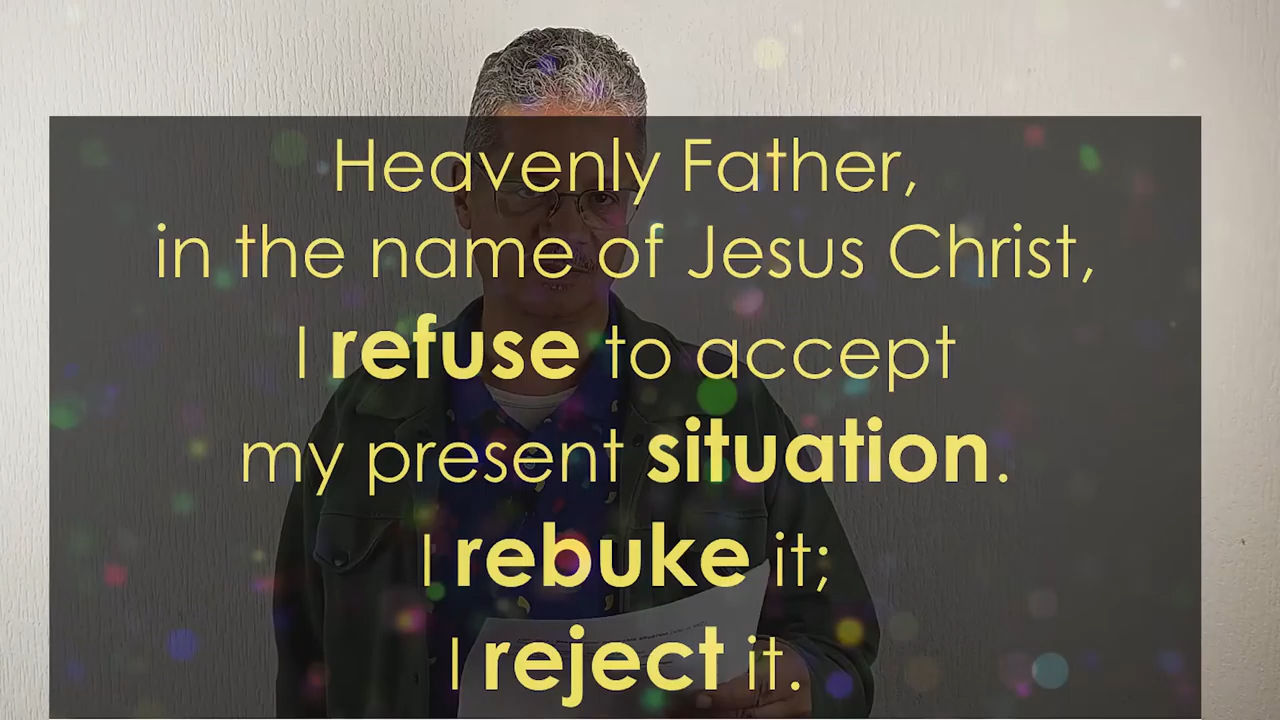 Heavenly Father,
in the name of Jesus Christ,
I refuse to accept
my present situation.
I rebuke it;
I reject it.